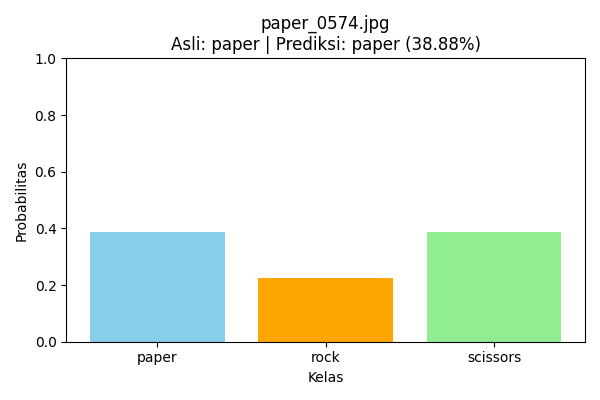 paper_0574.jpg
Asli: paper | Prediksi: paper (38.88%)
1.0
0.8
0.6
0.4
0.2
0.0
Probabilitas
paper rock scissors
Kelas